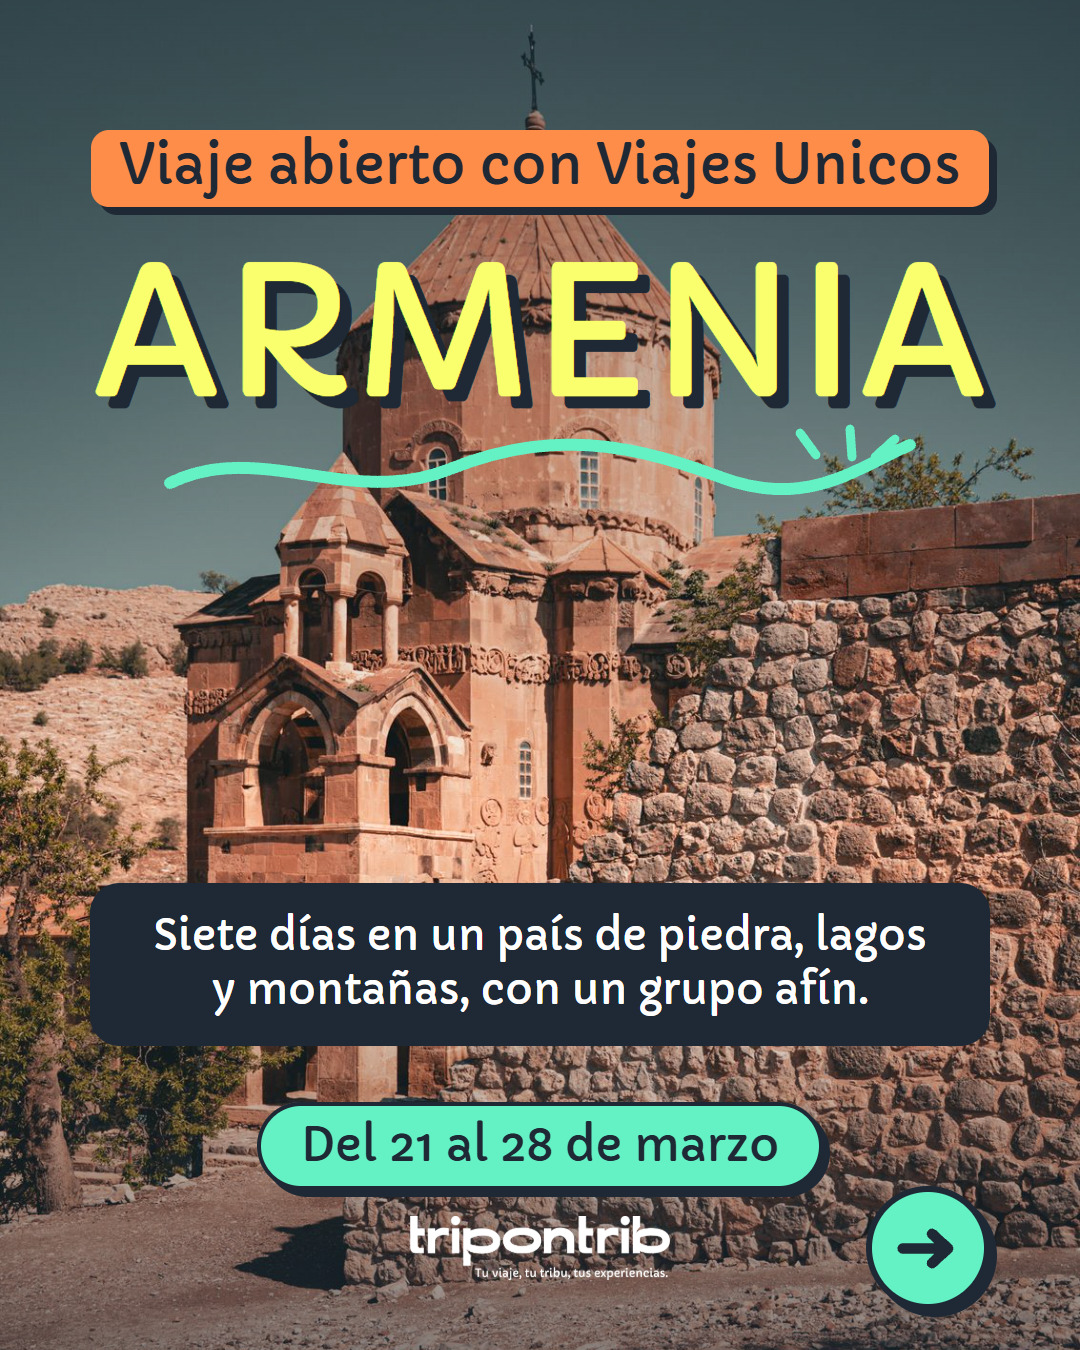 Viaje abierto con Viajes Unicos
ARMENIA
Siete días en un país de piedra, lagos
y montañas, con un grupo afín.
Del 21 al 28 de marzo
tripontrib
Tu viaje, tu tribu, tus experiencias.